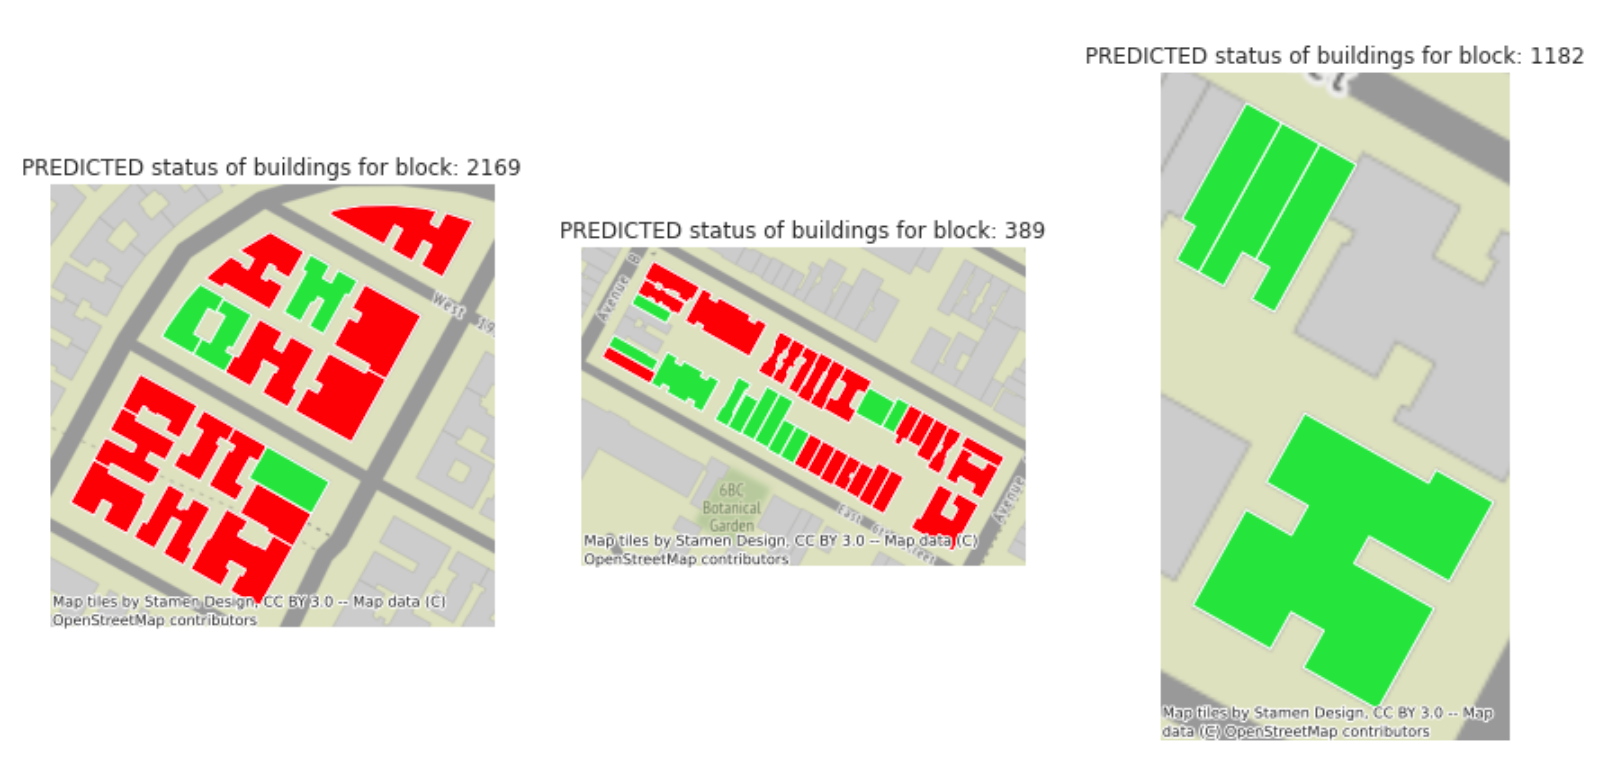 PREDICTED status of buildings for block: 2169
West 19
Map tiles by Stamen Design, CC BY 3.0 -- Map data (C)
OpenStreetMap contributors
PREDICTED status of buildings for block: 389
Avenue B
6BC
Botanical
Garden
East 6th Street
Avenue
Map tiles by Stamen Design, CC BY 3.0 -- Map data (C)
OpenStreetMap contributors
PREDICTED status of buildings for block: 1182
Map tiles by Stamen Design, CC BY 3.0 -- Map
data (C) OpenStreetMap contributors